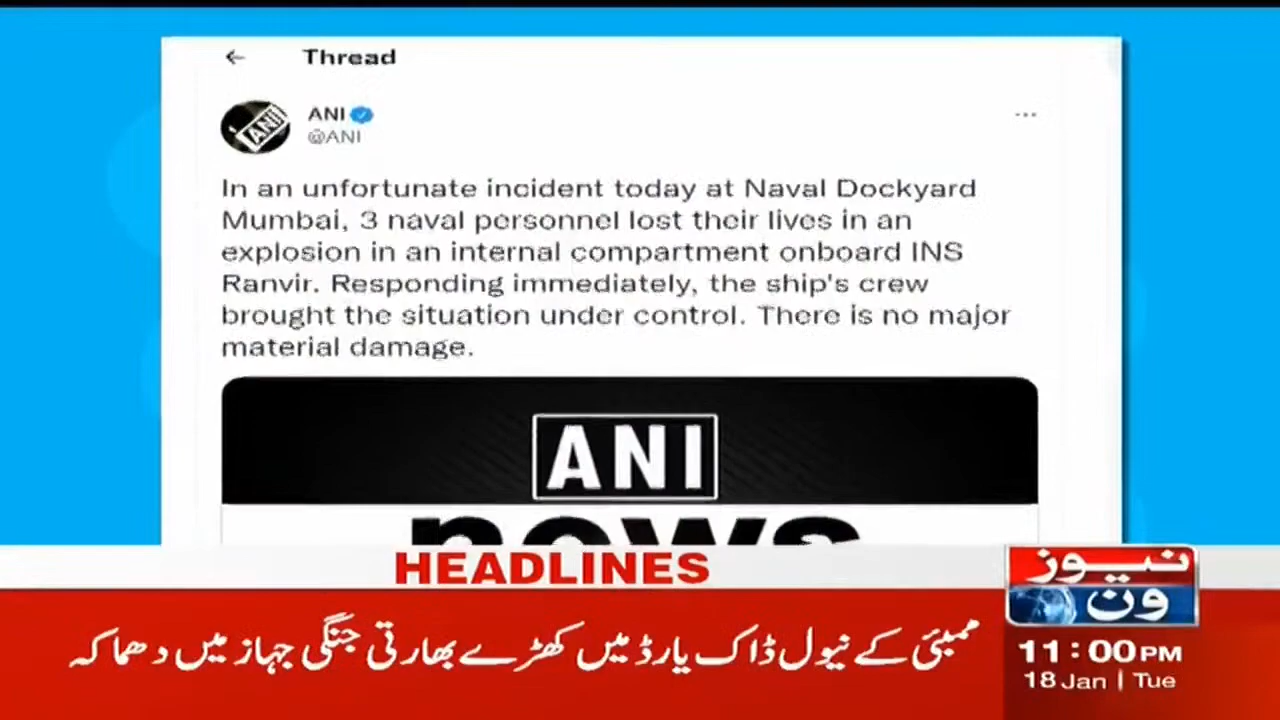 Thread
ANI
@ANI
In an unfortunate incident today at Naval Dockyard
Mumbai, 3 naval personnel lost their lives in an
explosion in an internal compartment onboard INS
Ranvir. Responding immediately, the ship's crew
brought the situation under control. There is no major
material damage.
ANI
news
HEADLINES
نیوز
ون
ممبئی کے نیول ڈاک یارڈ میں کھڑے بھارتی جنگی جہاز میں دھماکہ
11:00 PM
18 Jan | Tue